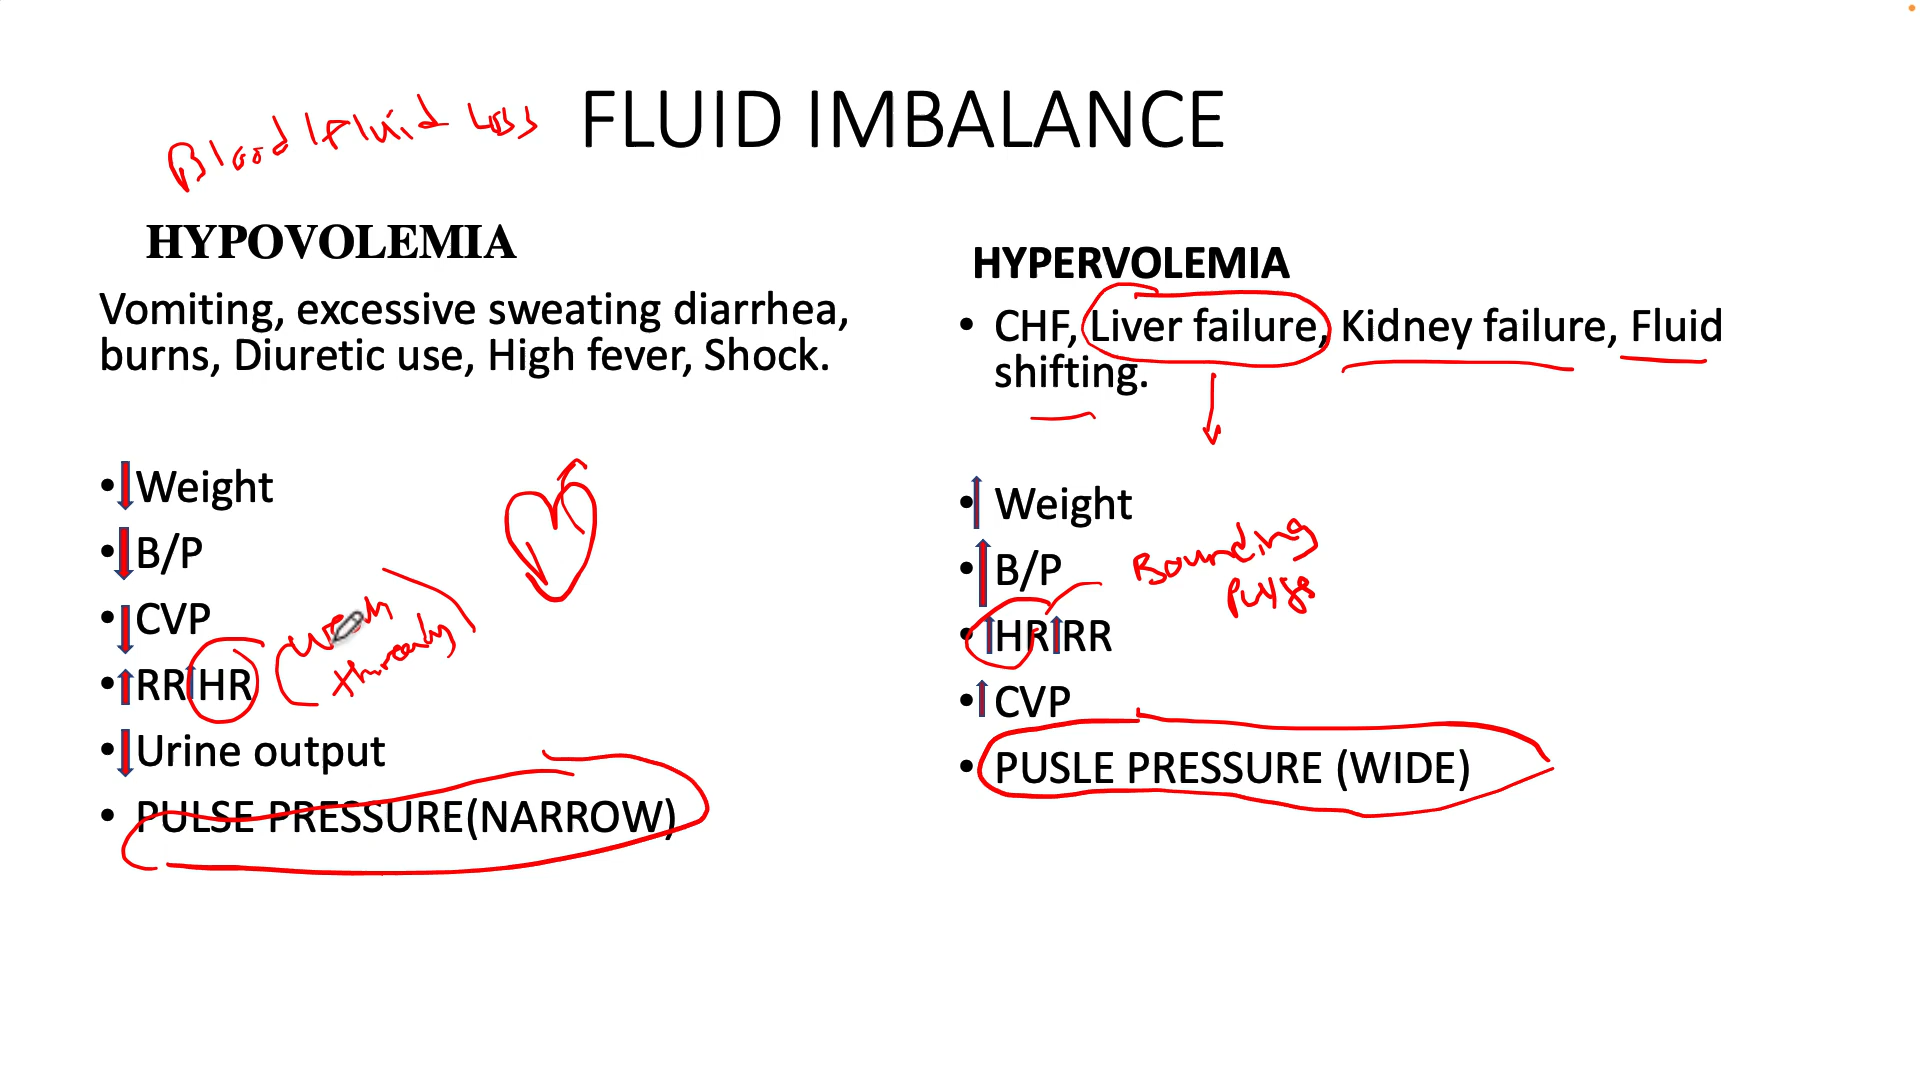 FLUID IMBALANCE
Blood/fluid Loss
HYPOVOLEMIA
Vomiting, excessive sweating diarrhea,
burns, Diuretic use, High fever, Shock.
•↓Weight
•↓B/P
•↓CVP
•↑RR↑HR
Weak
thready
•↓Urine output
• PULSE PRESSURE(NARROW)
HYPERVOLEMIA
• CHF, Liver failure, Kidney failure, Fluid
shifting.
•↑ Weight
•↑B/P
Bounding
pulse
•↑HR↑RR
•↑CVP
• PUSLE PRESSURE (WIDE)